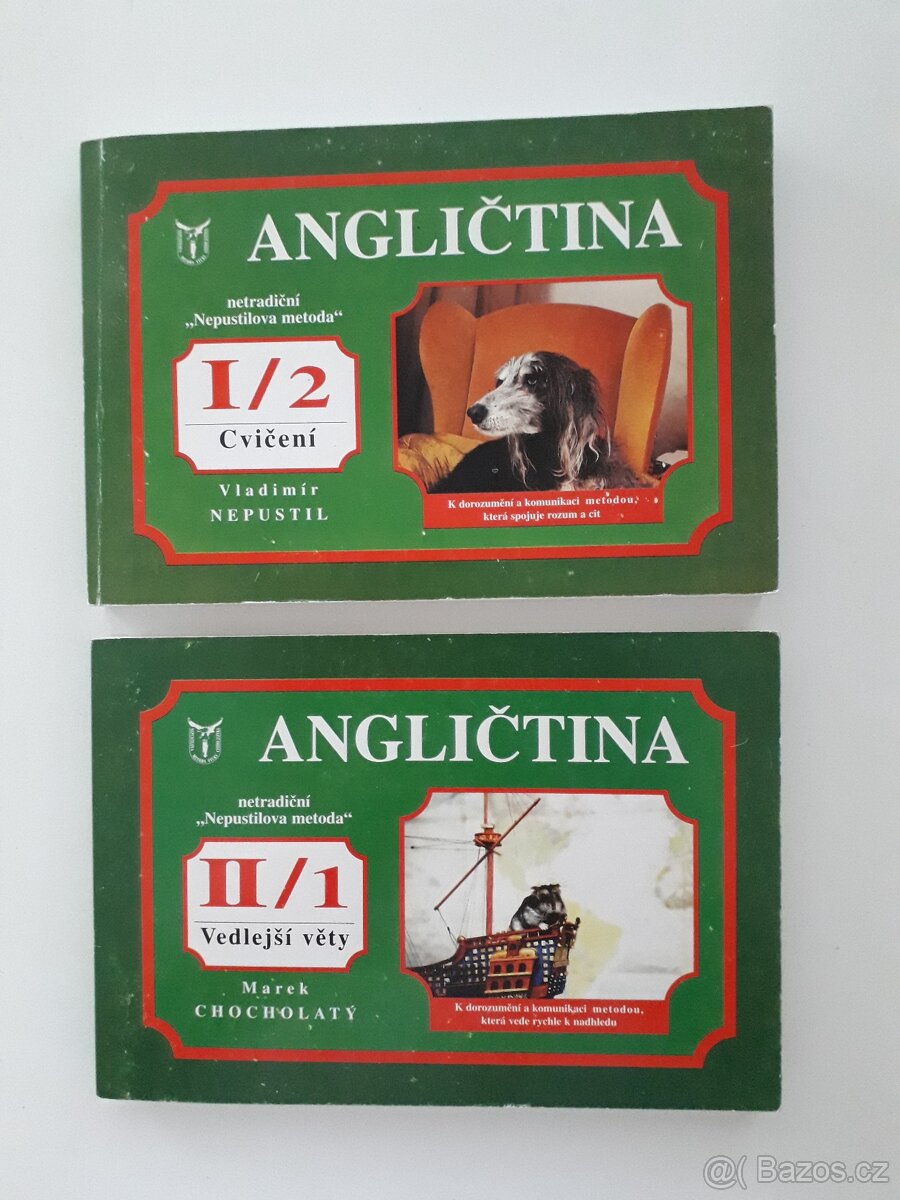 ANGLIČTINA
netradiční
„Nepustilova metoda“
I/2
Cvičení
Vladimír
NEPUSTIL
K dorozumění a komunikaci metodou,
která spojuje rozum a cit
ANGLIČTINA
netradiční
„Nepustilova metoda“
II/1
Vedlejší věty
Marek
CHOCHOLATÝ
K dorozumění a komunikaci metodou,
která vede rychle k nadhledu
@( Bazos.cz